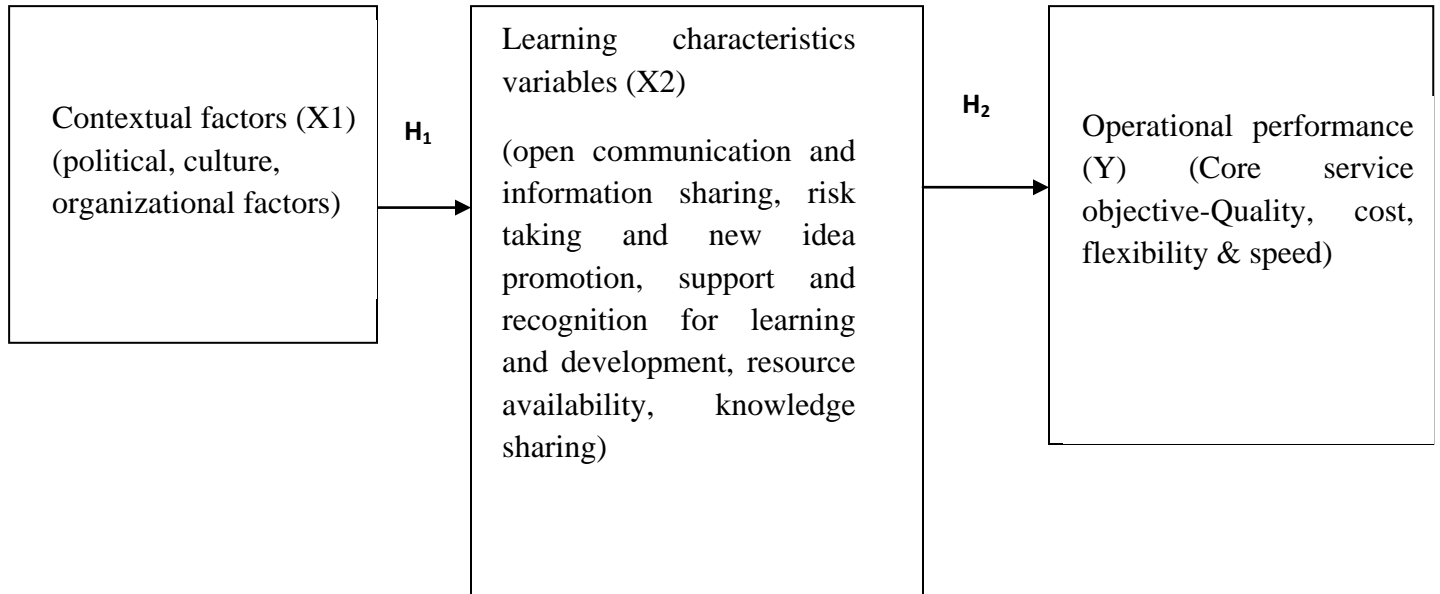 Contextual factors (X1)
(political, culture,
organizational factors)
H₁
Learning characteristics
variables (X2)
(open communication and
information sharing, risk
taking and new idea
promotion, support and
recognition for learning
and development, resource
availability, knowledge
sharing)
H₂
Operational performance
(Y) (Core service
objective-Quality, cost,
flexibility & speed)